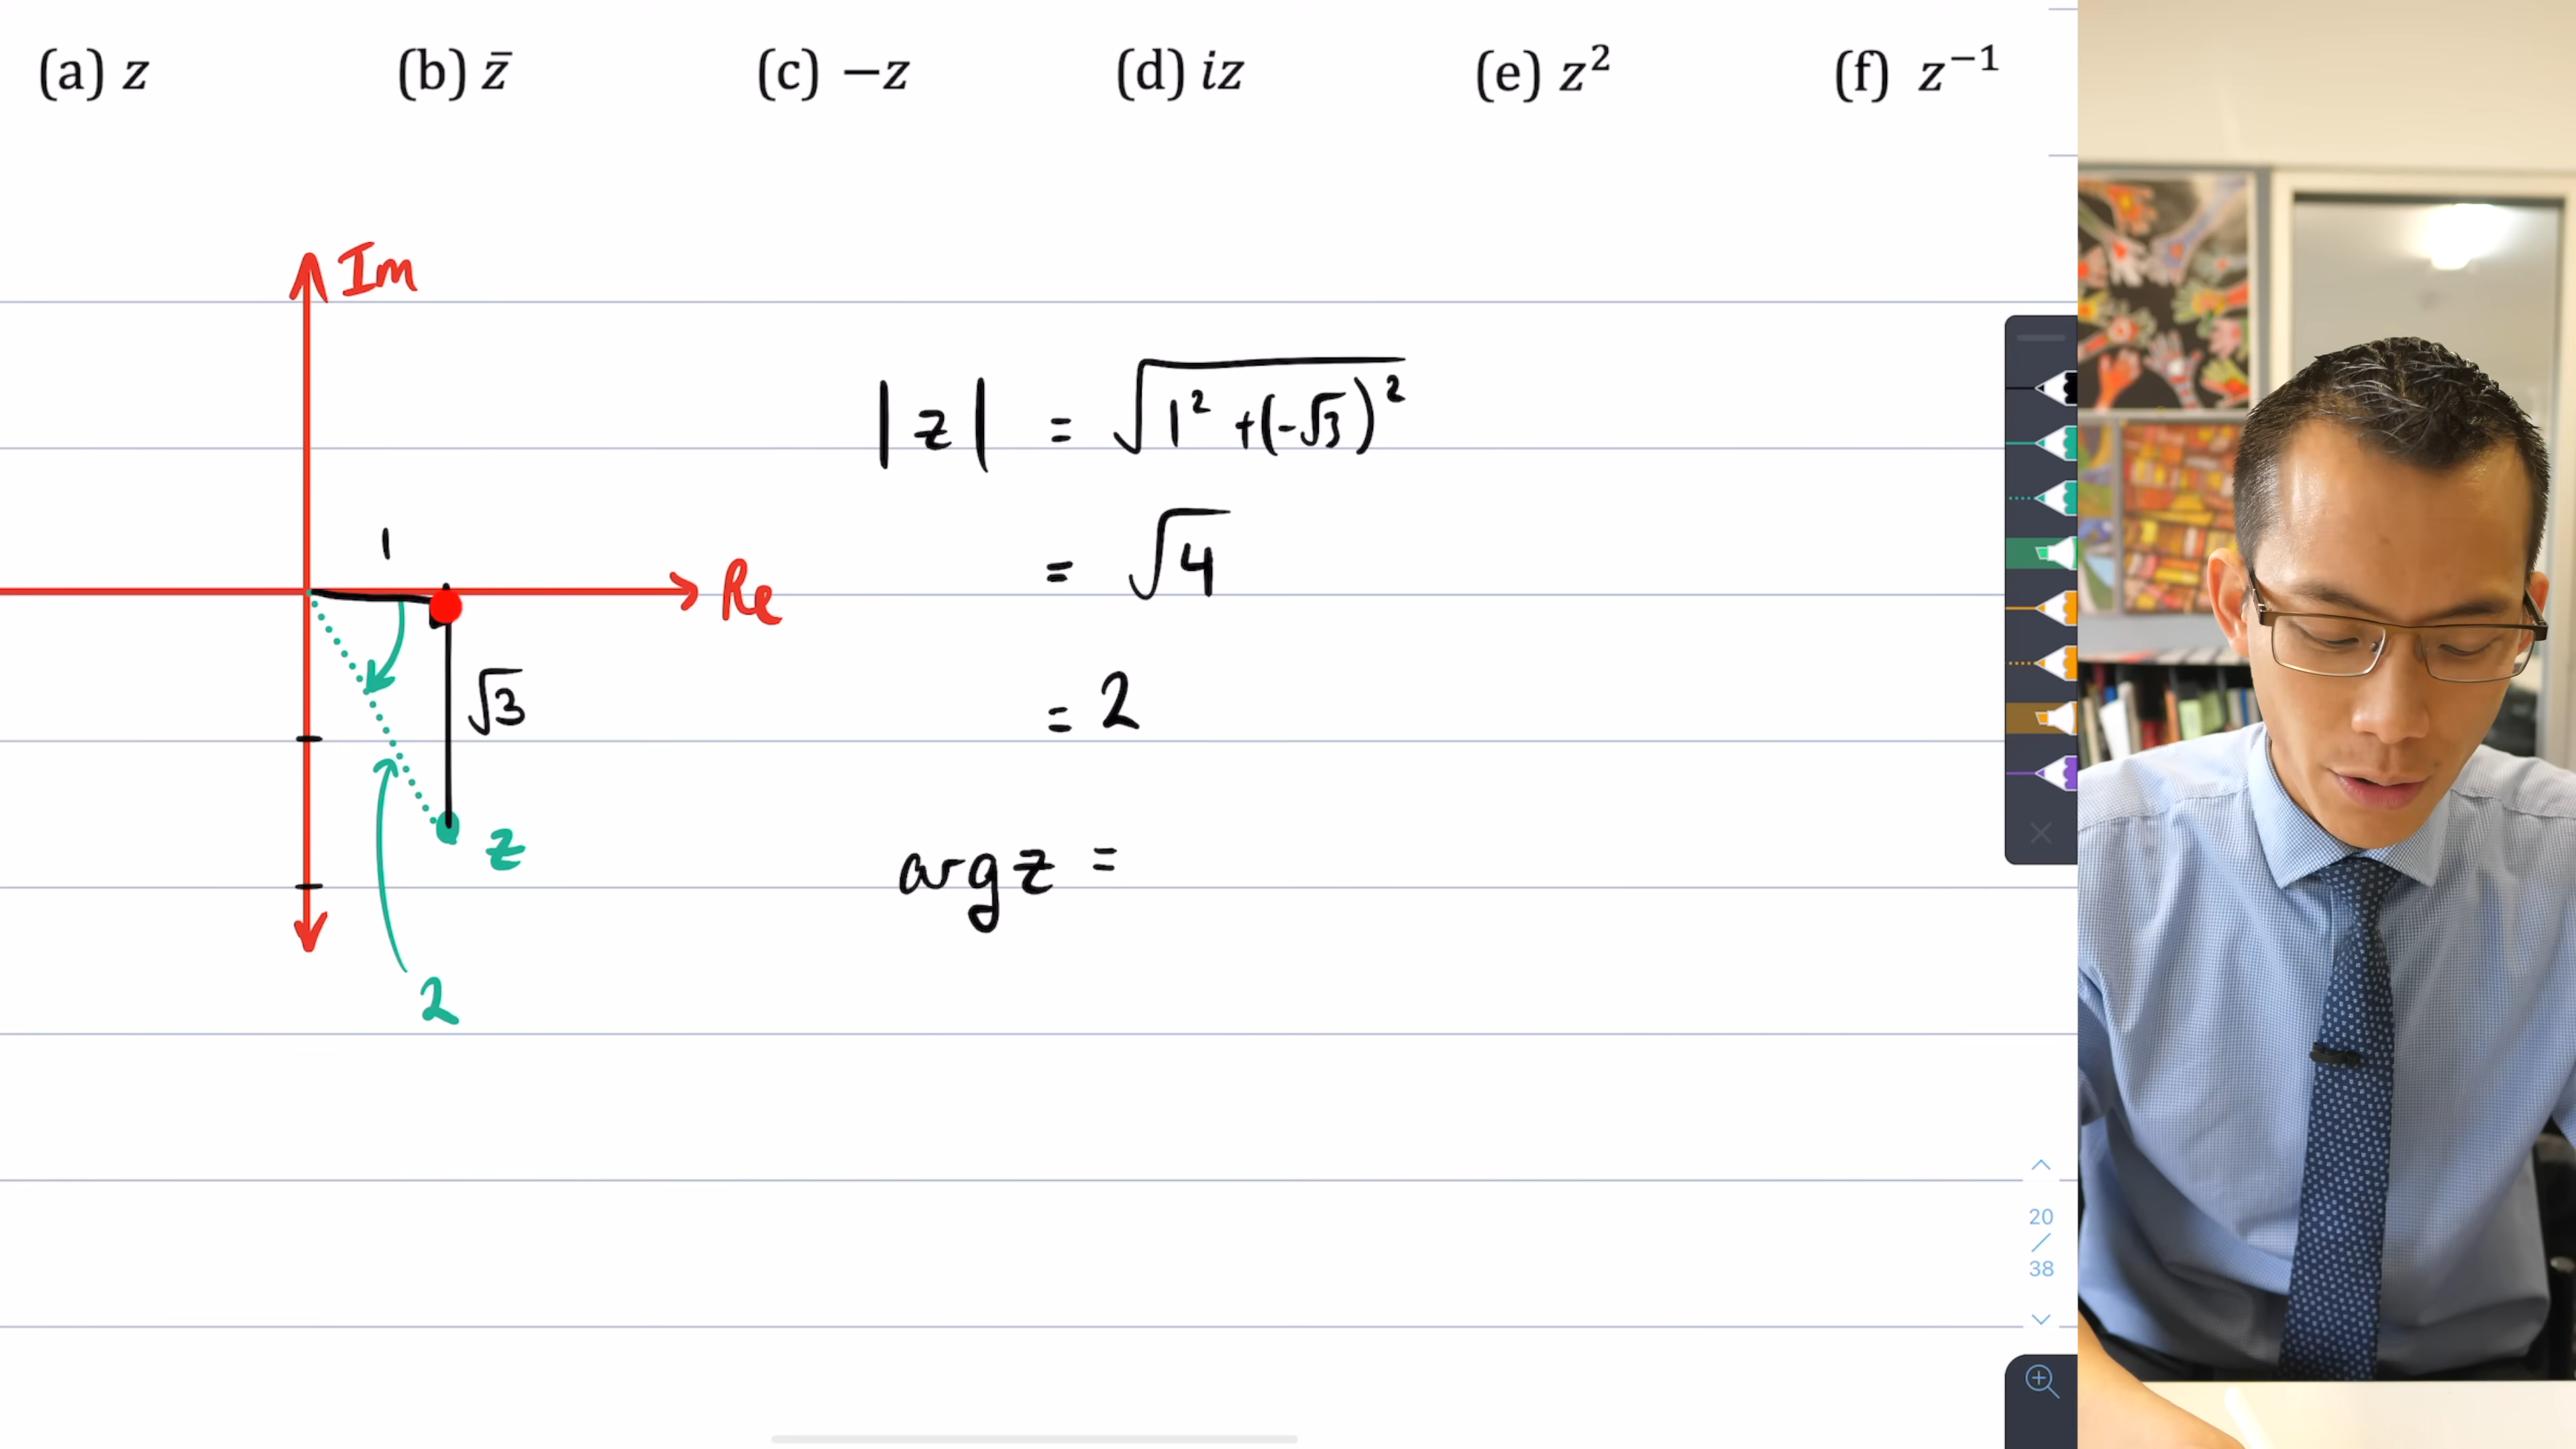 (a) z (b) z̄ (c) −z (d) iz (e) z² (f) z⁻¹
Im
|z| = √(1² + (−√3)²)
1
= √4
Re
√3
= 2
z
arg z =
2
20
/
38